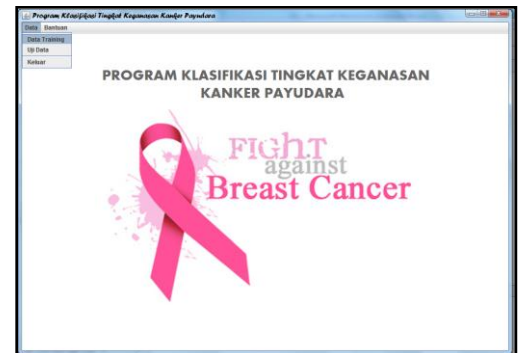 Program Klasifikasi Tingkat Keganasan Kanker Payudara
Data Bantuan
Data Training
Uji Data
Keluar
PROGRAM KLASIFIKASI TINGKAT KEGANASAN
KANKER PAYUDARA
FIGhT
against
Breast Cancer